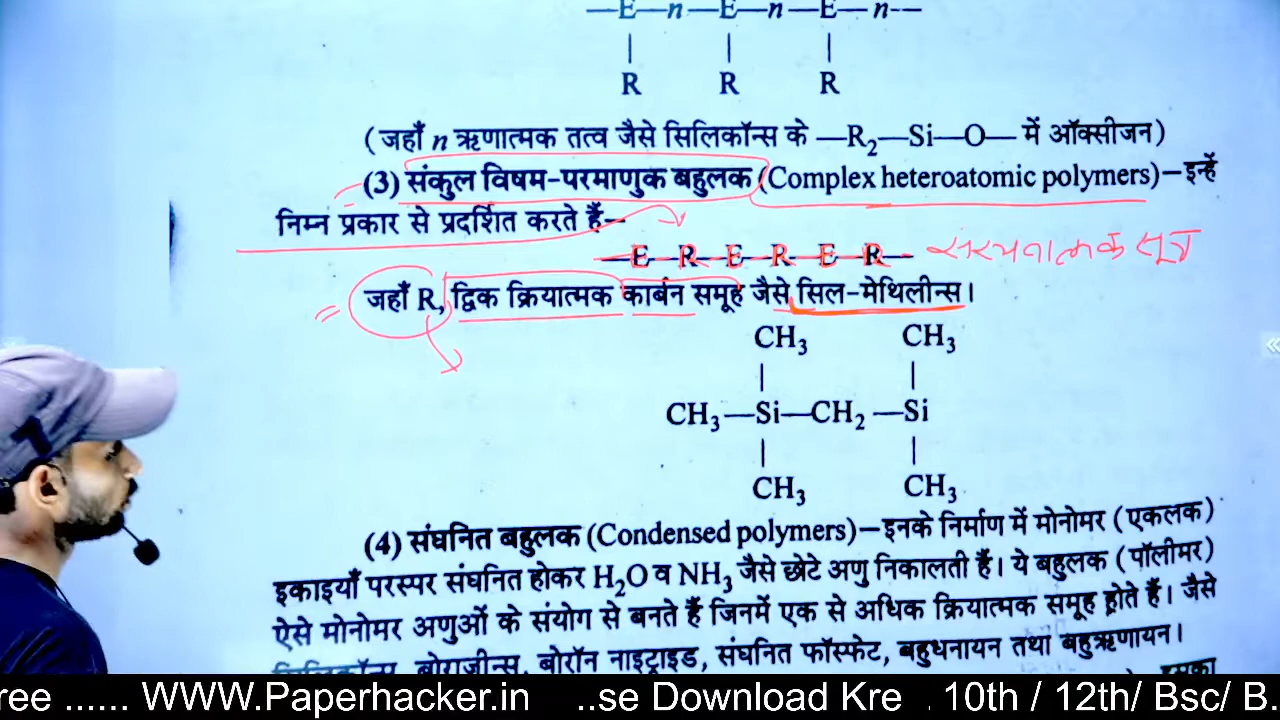 —E—n—E—n—E—n--
R R R
(जहाँ n ऋणात्मक तत्व जैसे सिलिकॉन्स के —R₂—Si—O— में ऑक्सीजन)
(3) संकुल विषम-परमाणुक बहुलक (Complex heteroatomic polymers)—इन्हें
निम्न प्रकार से प्रदर्शित करते हैं—
—E—R—E—R—E—R—
जहाँ R, द्विक क्रियात्मक कार्बन समूह जैसे सिल-मेथिलीन्स।
CH₃ CH₃
CH₃—Si—CH₂—Si
CH₃ CH₃
(4) संघनित बहुलक (Condensed polymers)—इनके निर्माण में मोनोमर (एकलक)
इकाइयाँ परस्पर संघनित होकर H₂O व NH₃ जैसे छोटे अणु निकालती हैं। ये बहुलक (पॉलीमर)
ऐसे मोनोमर अणुओं के संयोग से बनते हैं जिनमें एक से अधिक क्रियात्मक समूह होते हैं। जैसे
बोराज़ीन्स, बोरॉन नाइट्राइड, संघनित फॉस्फेट, बहुधनायन तथा बहुऋणायन।
ree ...... WWW.Paperhacker.in ..se Download Kre . 10th / 12th/ Bsc/ B.